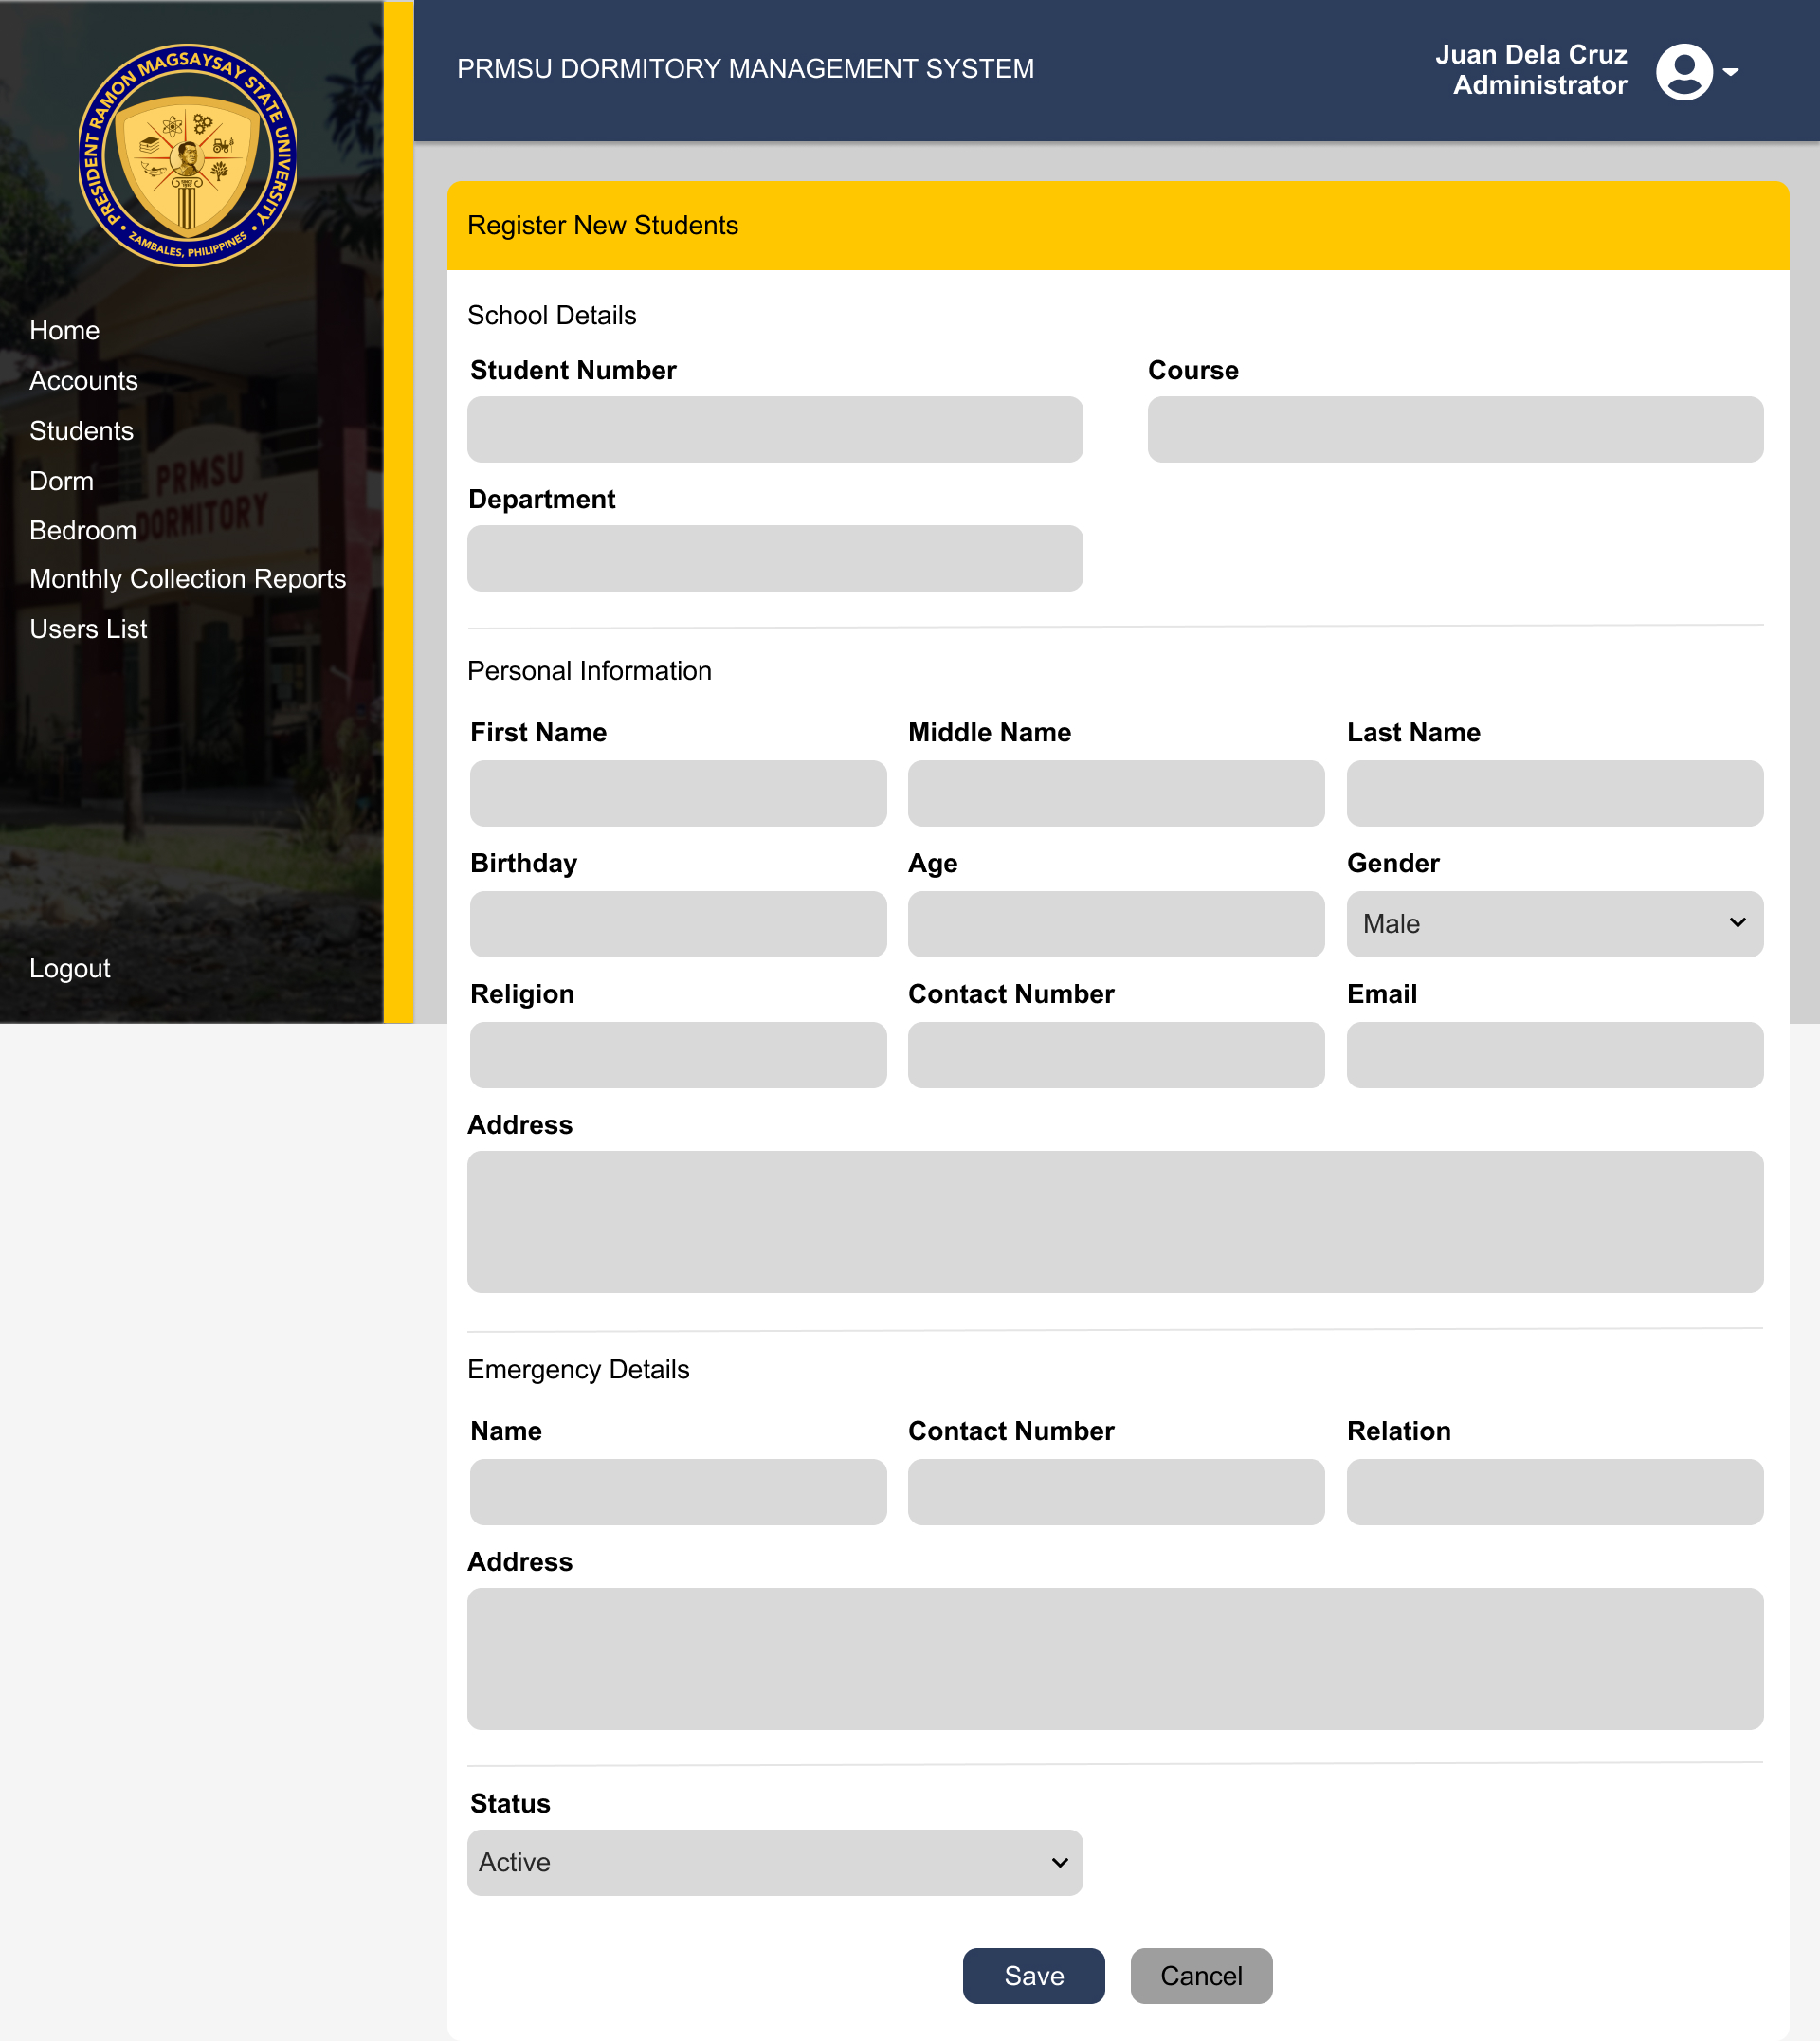 PRESIDENT RAMON MAGSAYSAY STATE UNIVERSITY
ZAMBALES, PHILIPPINES
PRMSU DORMITORY MANAGEMENT SYSTEM
Juan Dela Cruz
Administrator
Home
Accounts
Students
Dorm
Bedroom
Monthly Collection Reports
Users List
Logout
PRMSU
DORMITORY
Register New Students
School Details
Student Number
Course
Department
Personal Information
First Name
Middle Name
Last Name
Birthday
Age
Gender
Male
Religion
Contact Number
Email
Address
Emergency Details
Name
Contact Number
Relation
Address
Status
Active
Save
Cancel